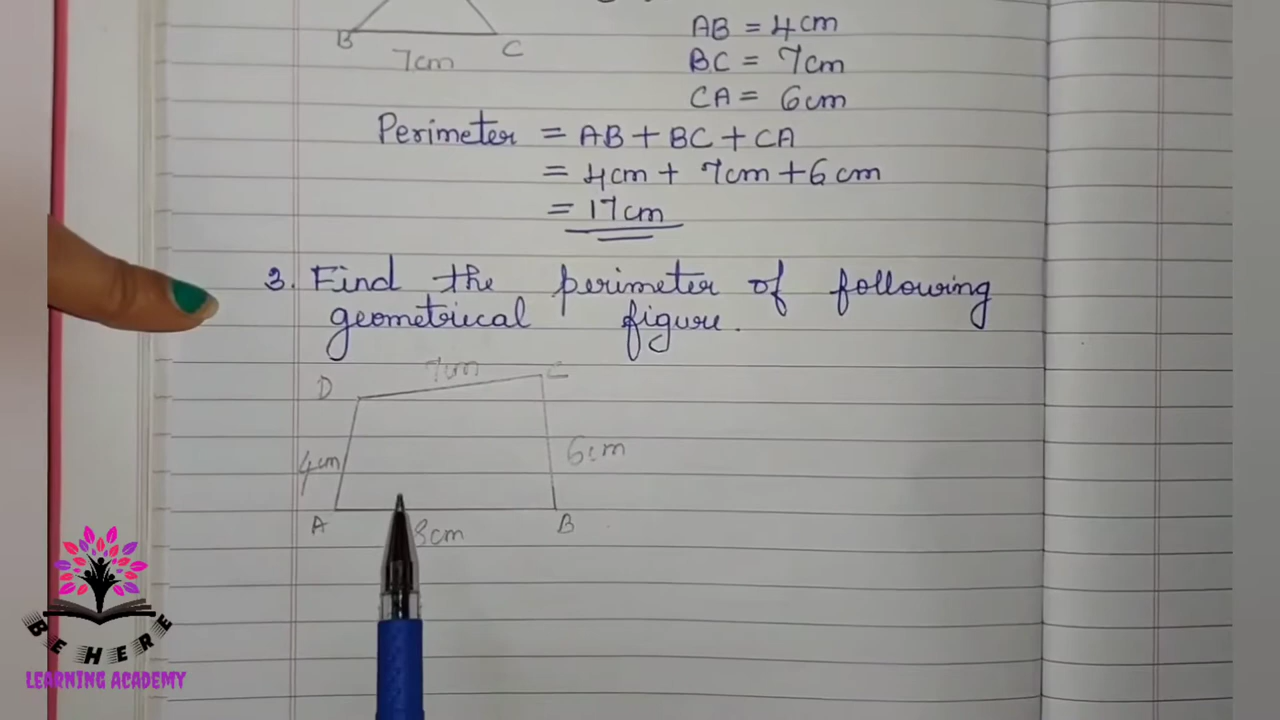 B
C
7cm
AB = 4cm
BC = 7cm
CA = 6cm
Perimeter = AB + BC + CA
= 4cm + 7cm + 6cm
= 17cm
3. Find the perimeter of following
geometrical figure.
D
7cm
C
4cm
6cm
A
8cm
B
BE HERE
LEARNING ACADEMY